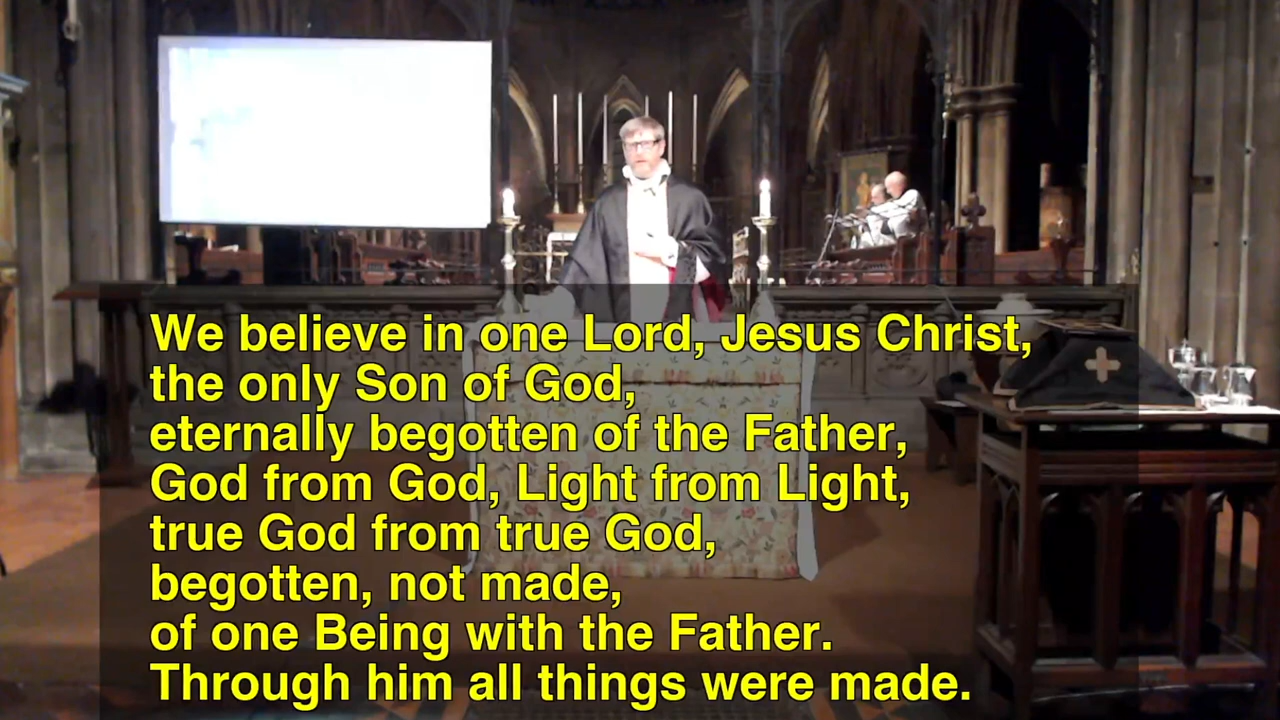 We believe in one Lord, Jesus Christ,
the only Son of God,
eternally begotten of the Father,
God from God, Light from Light,
true God from true God,
begotten, not made,
of one Being with the Father.
Through him all things were made.